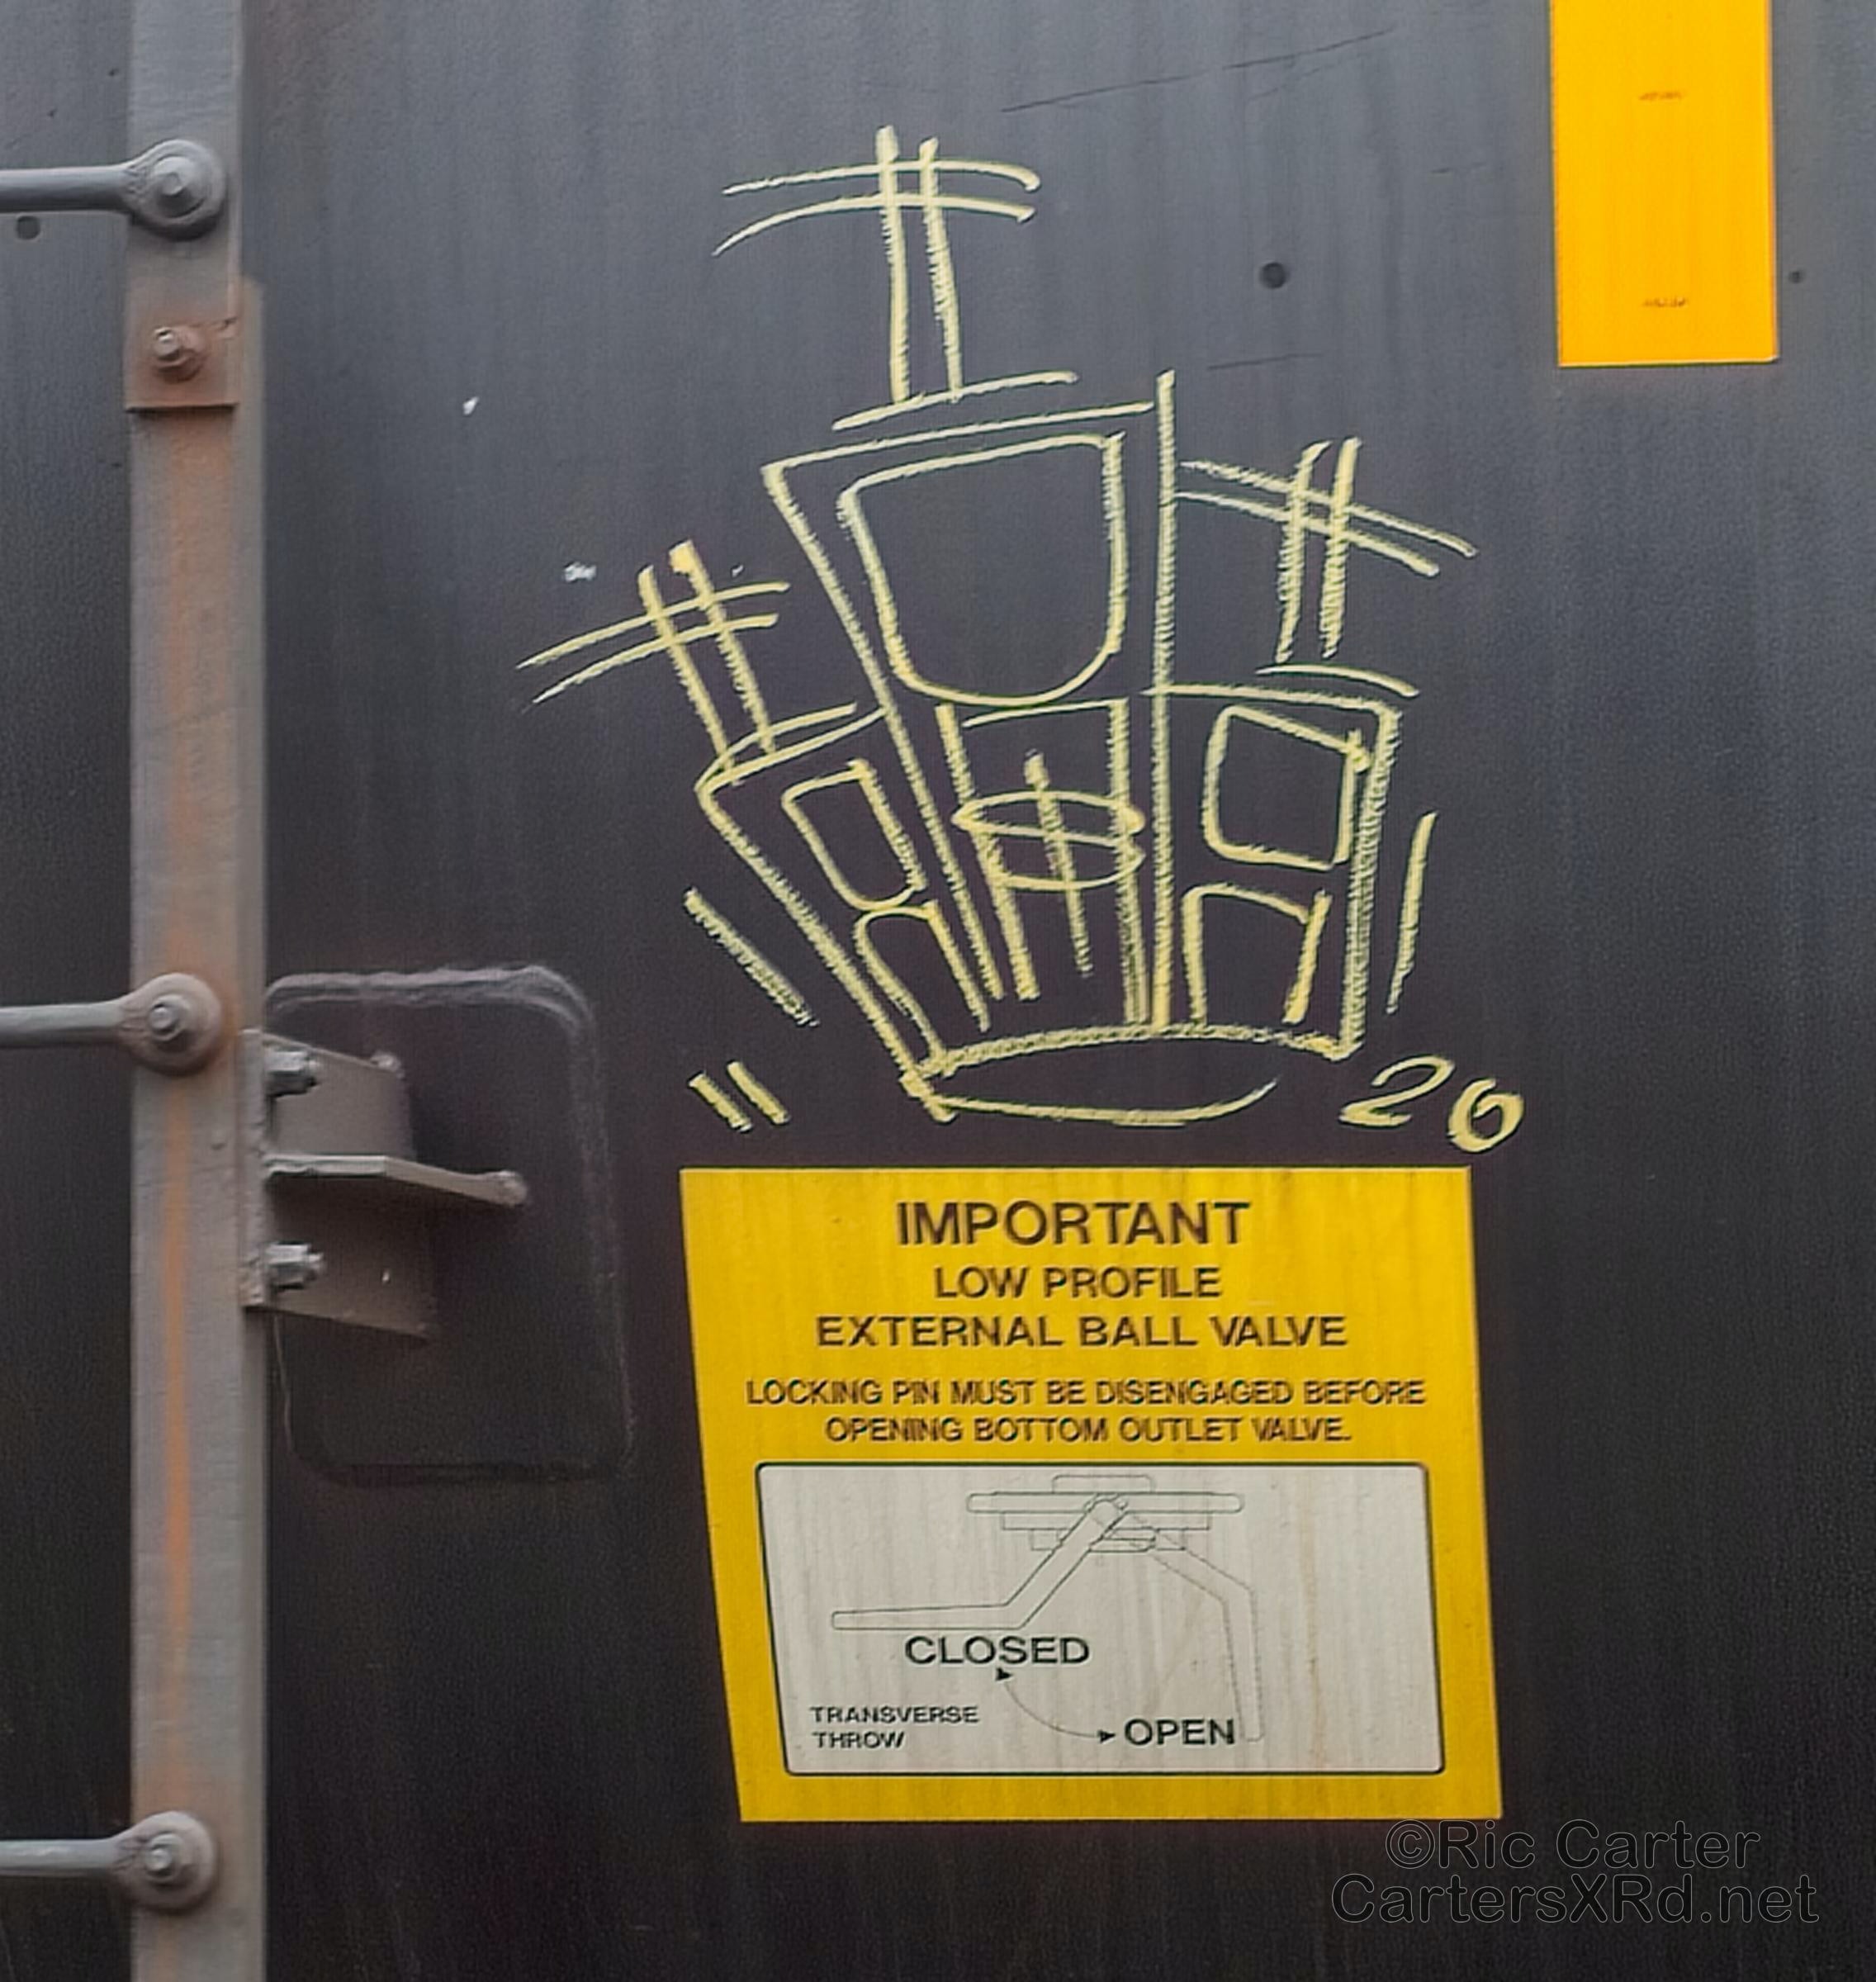 20
IMPORTANT
LOW PROFILE
EXTERNAL BALL VALVE
LOCKING PIN MUST BE DISENGAGED BEFORE
OPENING BOTTOM OUTLET VALVE.
CLOSED
TRANSVERSE
THROW
OPEN
©Ric Carter
CartersXRd.net